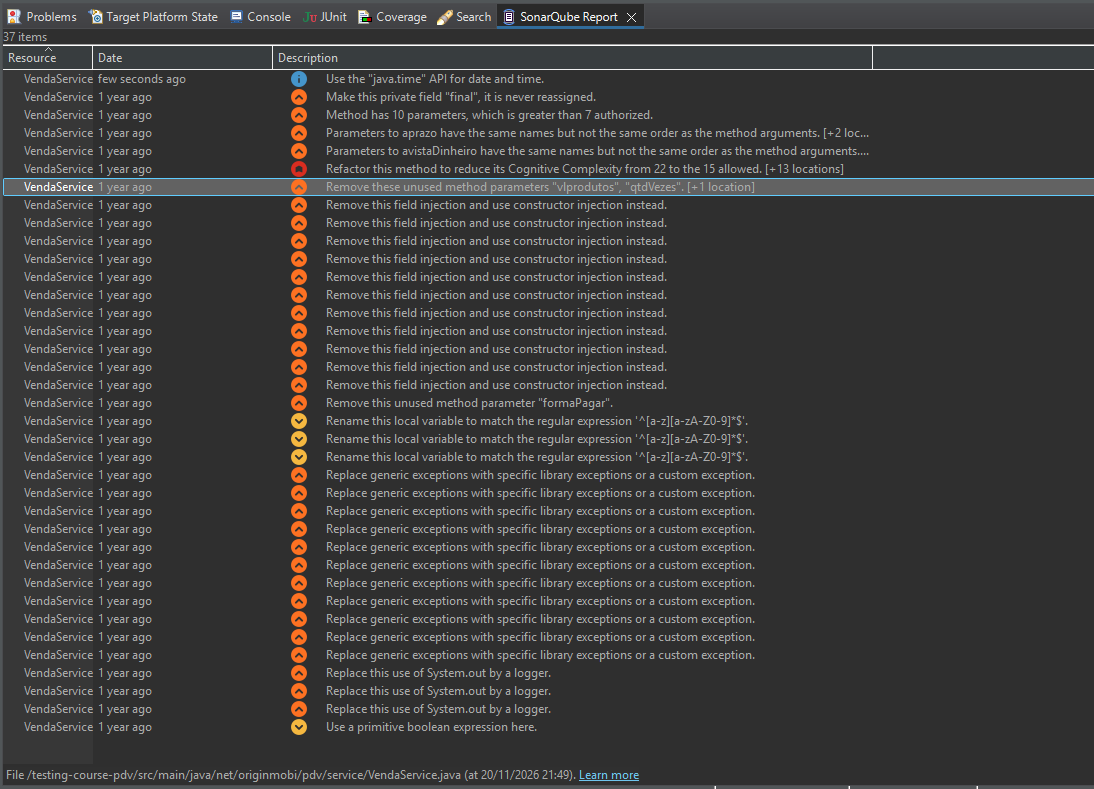 Problems Target Platform State Console JUnit Coverage Search SonarQube Report
37 items
Resource Date Description
VendaService few seconds ago Use the "java.time" API for date and time.
VendaService 1 year ago Make this private field "final", it is never reassigned.
VendaService 1 year ago Method has 10 parameters, which is greater than 7 authorized.
VendaService 1 year ago Parameters to aprazo have the same names but not the same order as the method arguments. [+2 loc...
VendaService 1 year ago Parameters to avistaDinheiro have the same names but not the same order as the method arguments....
VendaService 1 year ago Refactor this method to reduce its Cognitive Complexity from 22 to the 15 allowed. [+13 locations]
VendaService 1 year ago Remove these unused method parameters "vlprodutos", "qtdVezes". [+1 location]
VendaService 1 year ago Remove this field injection and use constructor injection instead.
VendaService 1 year ago Remove this field injection and use constructor injection instead.
VendaService 1 year ago Remove this field injection and use constructor injection instead.
VendaService 1 year ago Remove this field injection and use constructor injection instead.
VendaService 1 year ago Remove this field injection and use constructor injection instead.
VendaService 1 year ago Remove this field injection and use constructor injection instead.
VendaService 1 year ago Remove this field injection and use constructor injection instead.
VendaService 1 year ago Remove this field injection and use constructor injection instead.
VendaService 1 year ago Remove this field injection and use constructor injection instead.
VendaService 1 year ago Remove this field injection and use constructor injection instead.
VendaService 1 year ago Remove this field injection and use constructor injection instead.
VendaService 1 year ago Remove this unused method parameter "formaPagar".
VendaService 1 year ago Rename this local variable to match the regular expression '^[a-z][a-zA-Z0-9]*$'.
VendaService 1 year ago Rename this local variable to match the regular expression '^[a-z][a-zA-Z0-9]*$'.
VendaService 1 year ago Rename this local variable to match the regular expression '^[a-z][a-zA-Z0-9]*$'.
VendaService 1 year ago Replace generic exceptions with specific library exceptions or a custom exception.
VendaService 1 year ago Replace generic exceptions with specific library exceptions or a custom exception.
VendaService 1 year ago Replace generic exceptions with specific library exceptions or a custom exception.
VendaService 1 year ago Replace generic exceptions with specific library exceptions or a custom exception.
VendaService 1 year ago Replace generic exceptions with specific library exceptions or a custom exception.
VendaService 1 year ago Replace generic exceptions with specific library exceptions or a custom exception.
VendaService 1 year ago Replace generic exceptions with specific library exceptions or a custom exception.
VendaService 1 year ago Replace generic exceptions with specific library exceptions or a custom exception.
VendaService 1 year ago Replace generic exceptions with specific library exceptions or a custom exception.
VendaService 1 year ago Replace generic exceptions with specific library exceptions or a custom exception.
VendaService 1 year ago Replace generic exceptions with specific library exceptions or a custom exception.
VendaService 1 year ago Replace this use of System.out by a logger.
VendaService 1 year ago Replace this use of System.out by a logger.
VendaService 1 year ago Replace this use of System.out by a logger.
VendaService 1 year ago Use a primitive boolean expression here.
File /testing-course-pdv/src/main/java/net/originmobi/pdv/service/VendaService.java (at 20/11/2026 21:49). Learn more